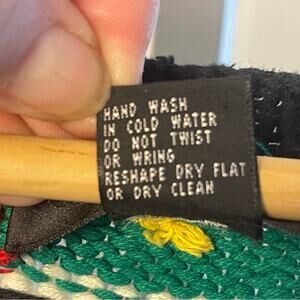 HAND WASH
IN COLD WATER
DO NOT TWIST
OR WRING
RESHAPE DRY FLAT
OR DRY CLEAN